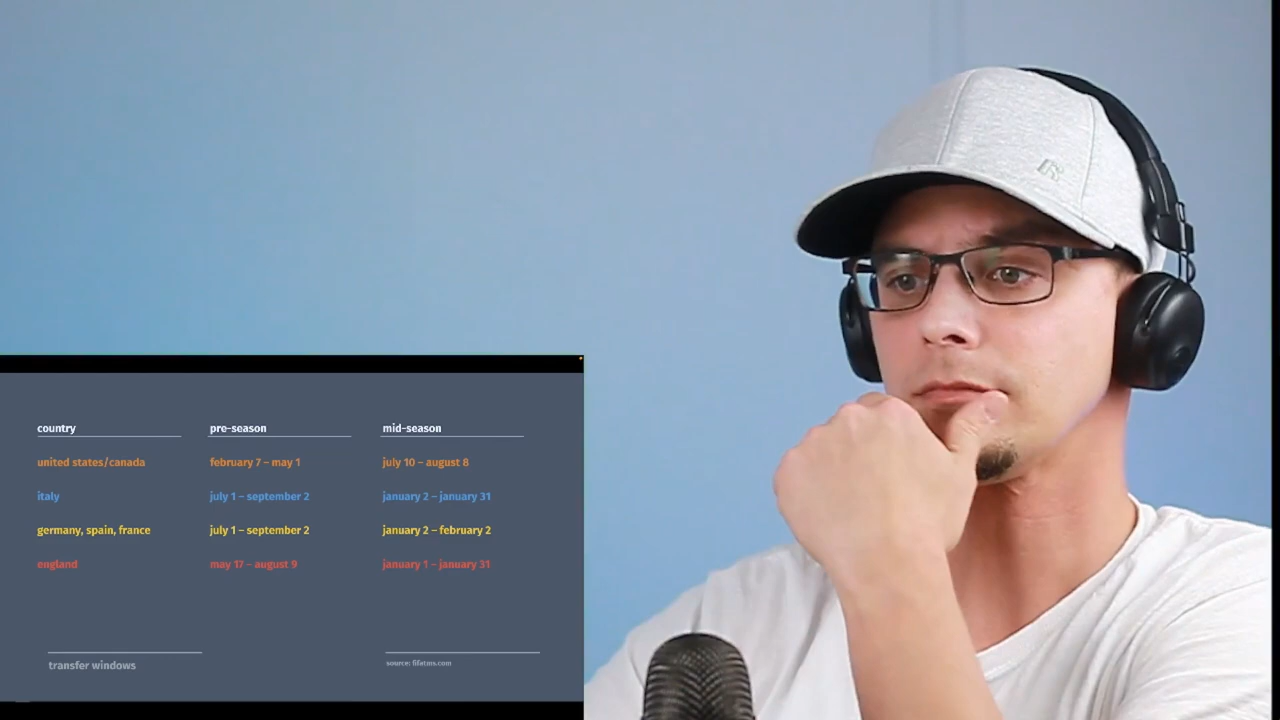 R
country pre-season mid-season
united states/canada february 7 – may 1 july 10 – august 8
italy july 1 – september 2 january 2 – january 31
germany, spain, france july 1 – september 2 january 2 – february 2
england may 17 – august 9 january 1 – january 31
transfer windows source: fifatms.com